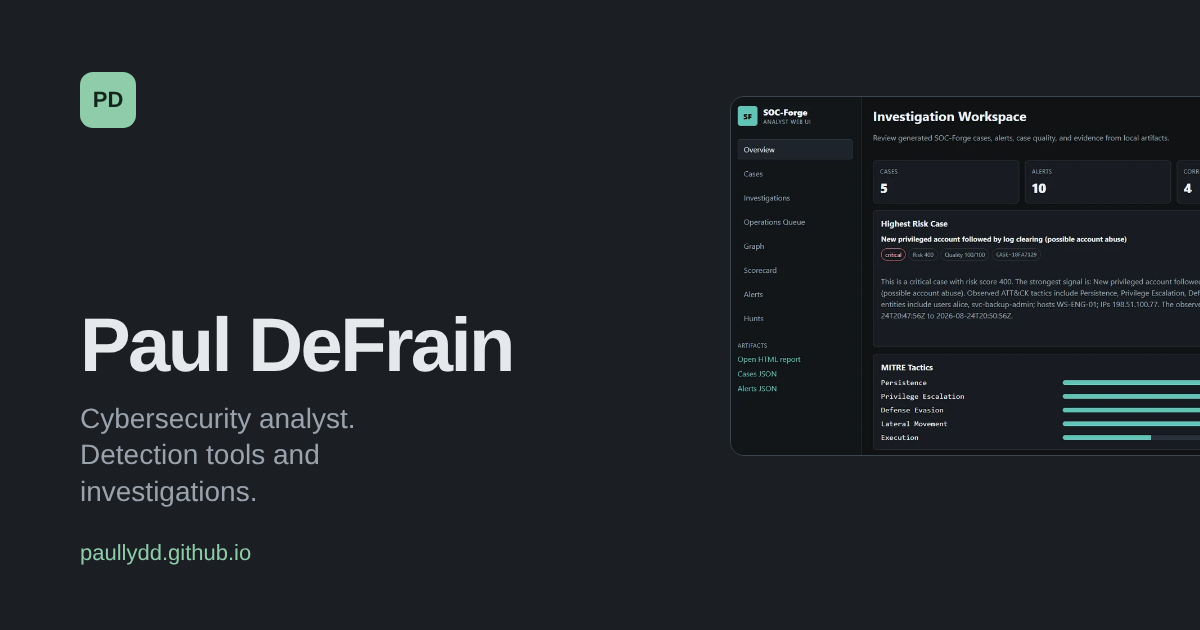 PD
Paul DeFrain
Cybersecurity analyst.
Detection tools and
investigations.
paullydd.github.io
SF
SOC-Forge
ANALYST WEB UI
Overview
Cases
Investigations
Operations Queue
Graph
Scorecard
Alerts
Hunts
ARTIFACTS
Open HTML report
Cases JSON
Alerts JSON
Investigation Workspace
Review generated SOC-Forge cases, alerts, case quality, and evidence from local artifacts.
CASES
5
ALERTS
10
CORR
4
Highest Risk Case
New privileged account followed by log clearing (possible account abuse)
critical Risk 400 Quality 100/100
This is a critical case with risk score 400. The strongest signal is: New privileged account followe
(possible account abuse). Observed ATT&CK tactics include Persistence, Privilege Escalation, Def
entities include users alice, svc-backup-admin; hosts WS-ENG-01; IPs 198.51.100.77. The observe
24T20:47:56Z to 2026-08-24T20:50:56Z.
MITRE Tactics
Persistence
Privilege Escalation
Defense Evasion
Lateral Movement
Execution